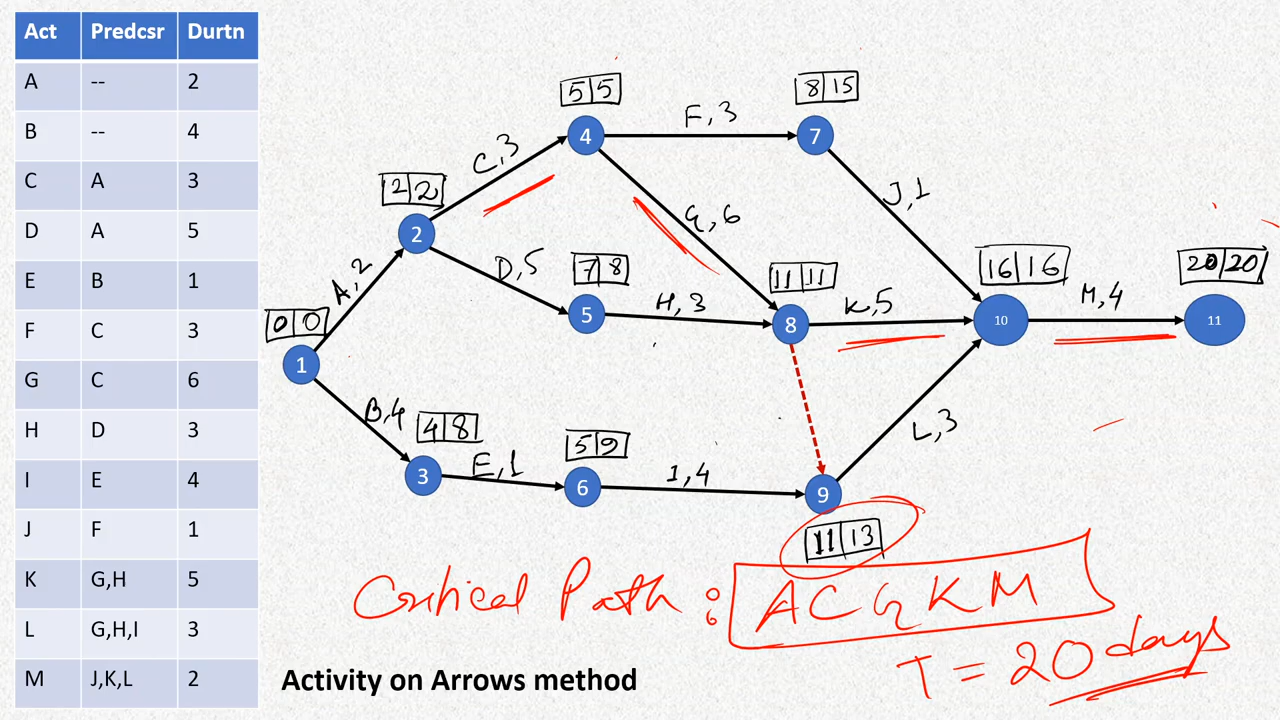 Act Predcsr Durtn
A -- 2
B -- 4
C A 3
D A 5
E B 1
F C 3
G C 6
H D 3
I E 4
J F 1
K G,H 5
L G,H,I 3
M J,K,L 2
5|5
8|15
4
F,3
7
C,3
2|2
G,6
J,1
2
D,5
7|8
16|16
20|20
A,2
11|11
0|0
5
H,3
8
K,5
10
M,4
11
1
B,4
4|8
5|9
L,3
3
E,1
6
I,4
9
11|13
Critical Path : ACGKM
T = 20 days
Activity on Arrows method